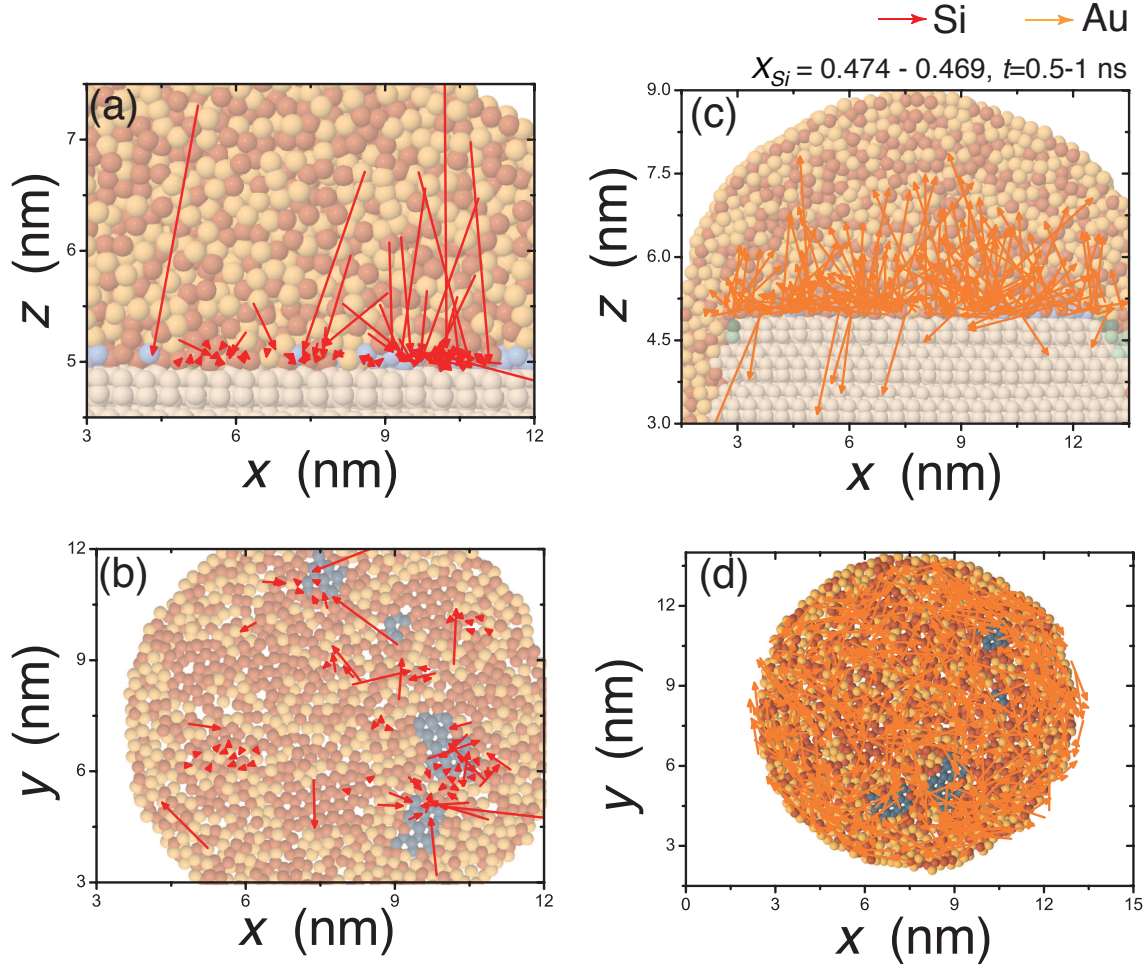 Si Au
X_Si = 0.474 - 0.469, t=0.5-1 ns
(a)
7
6
5
z (nm)
3 6 9 12
x (nm)
(c)
9.0
7.5
6.0
4.5
3.0
z (nm)
3 6 9 12
x (nm)
(b)
12
9
6
3
y (nm)
3 6 9 12
x (nm)
(d)
12
9
6
3
y (nm)
0 3 6 9 12 15
x (nm)